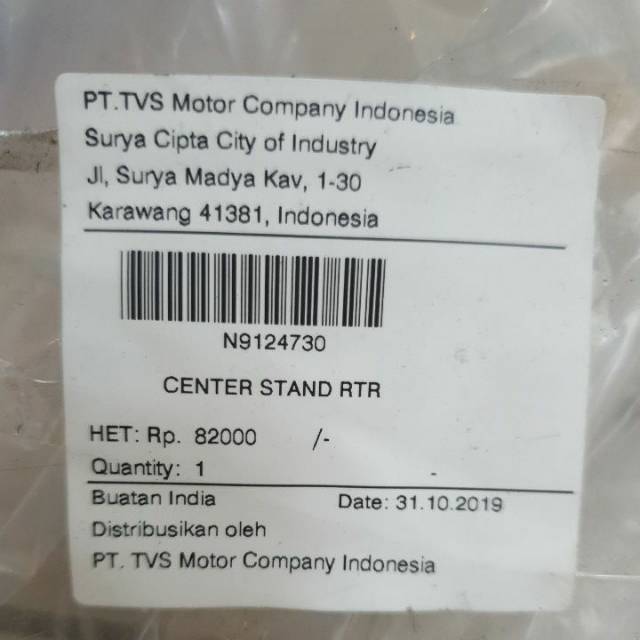 PT.TVS Motor Company Indonesia
Surya Cipta City of Industry
Jl, Surya Madya Kav, 1-30
Karawang 41381, Indonesia
N9124730
CENTER STAND RTR
HET: Rp. 82000 /-
Quantity: 1 -
Buatan India Date: 31.10.2019
Distribusikan oleh
PT. TVS Motor Company Indonesia